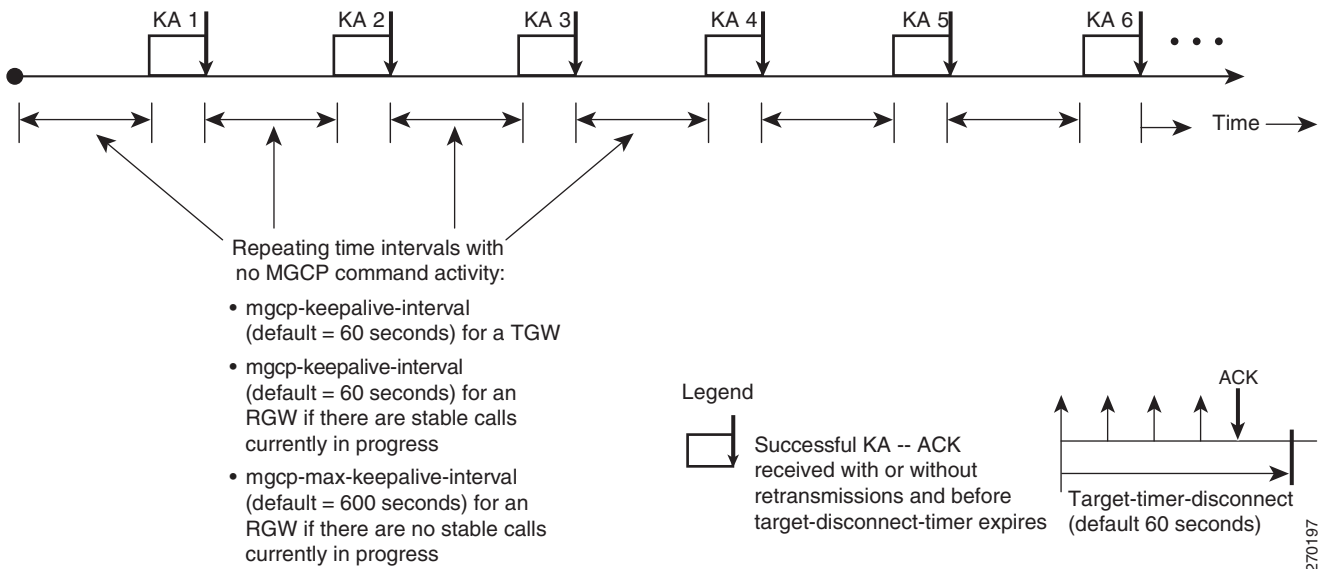 KA 1 KA 2 KA 3 KA 4 KA 5 KA 6
Time
Repeating time intervals with
no MGCP command activity:
• mgcp-keepalive-interval
(default = 60 seconds) for a TGW
• mgcp-keepalive-interval
(default = 60 seconds) for an
RGW if there are stable calls
currently in progress
• mgcp-max-keepalive-interval
(default = 600 seconds) for an
RGW if there are no stable calls
currently in progress
Legend
Successful KA -- ACK
received with or without
retransmissions and before
target-disconnect-timer expires
ACK
Target-timer-disconnect
(default 60 seconds)
270197